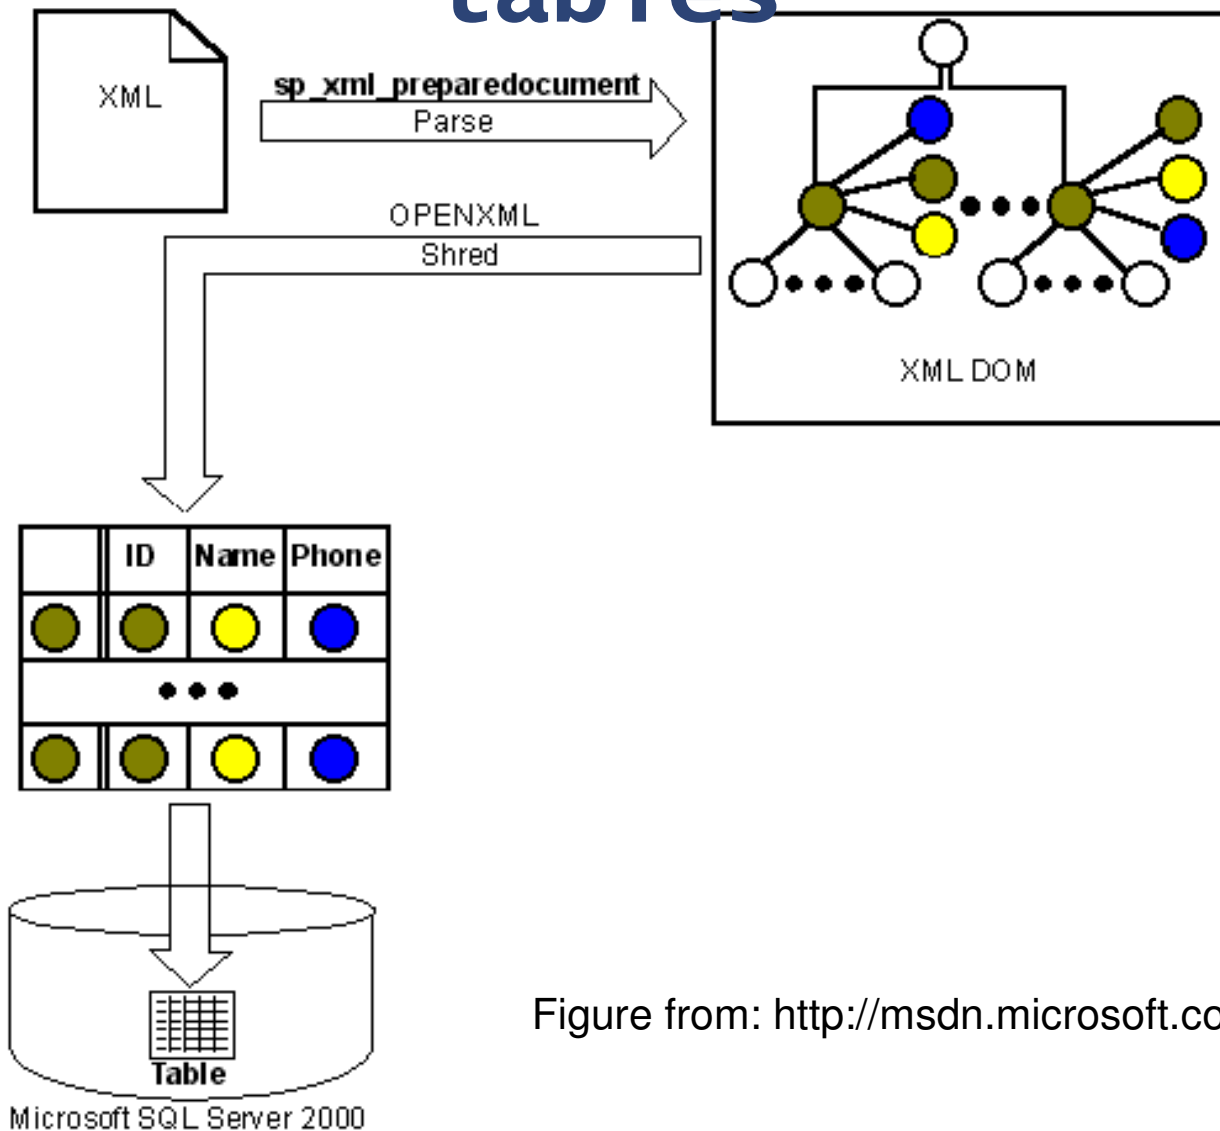 tables
XML
sp_xml_preparedocument
Parse
OPENXML
Shred
XML DOM
ID Name Phone
Table
Microsoft SQL Server 2000
Figure from: http://msdn.microsoft.co